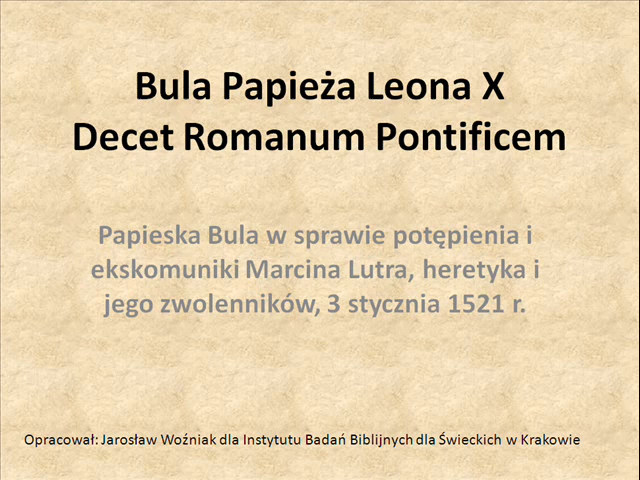 Bula Papieża Leona X
Decet Romanum Pontificem
Papieska Bula w sprawie potępienia i
ekskomuniki Marcina Lutra, heretyka i
jego zwolenników, 3 stycznia 1521 r.
Opracował: Jarosław Woźniak dla Instytutu Badań Biblijnych dla Świeckich w Krakowie